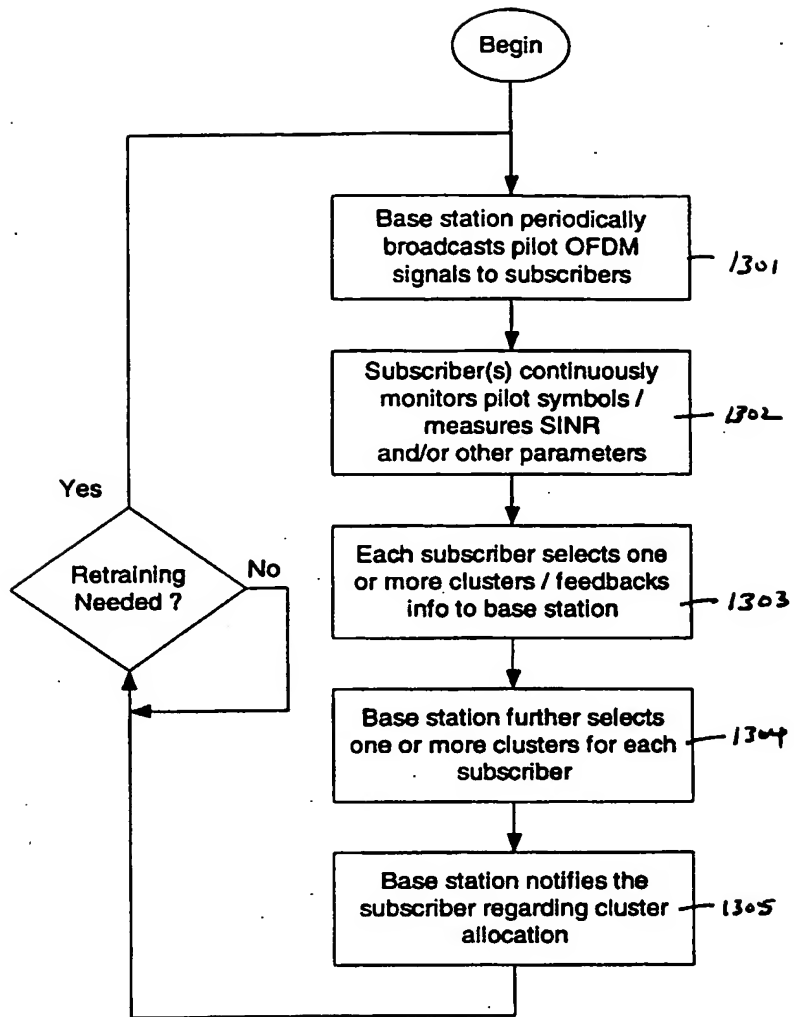 Begin
Base station periodically
broadcasts pilot OFDM
signals to subscribers
1301
Subscriber(s) continuously
monitors pilot symbols /
measures SINR
and/or other parameters
1302
Yes
Retraining
Needed ?
No
Each subscriber selects one
or more clusters / feedbacks
info to base station
1303
Base station further selects
one or more clusters for each
subscriber
1304
Base station notifies the
subscriber regarding cluster
allocation
1305